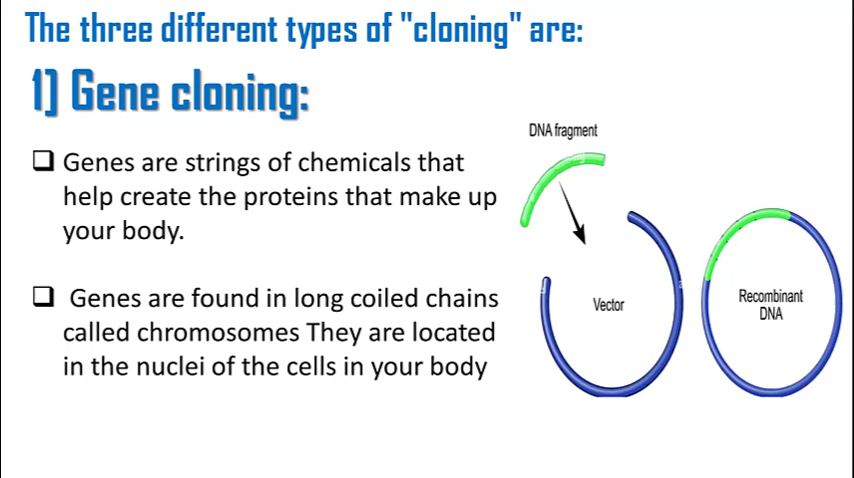 The three different types of "cloning" are:
1] Gene cloning:
❑ Genes are strings of chemicals that
help create the proteins that make up
your body.
❑ Genes are found in long coiled chains
called chromosomes They are located
in the nuclei of the cells in your body
DNA fragment
Vector
Recombinant
DNA